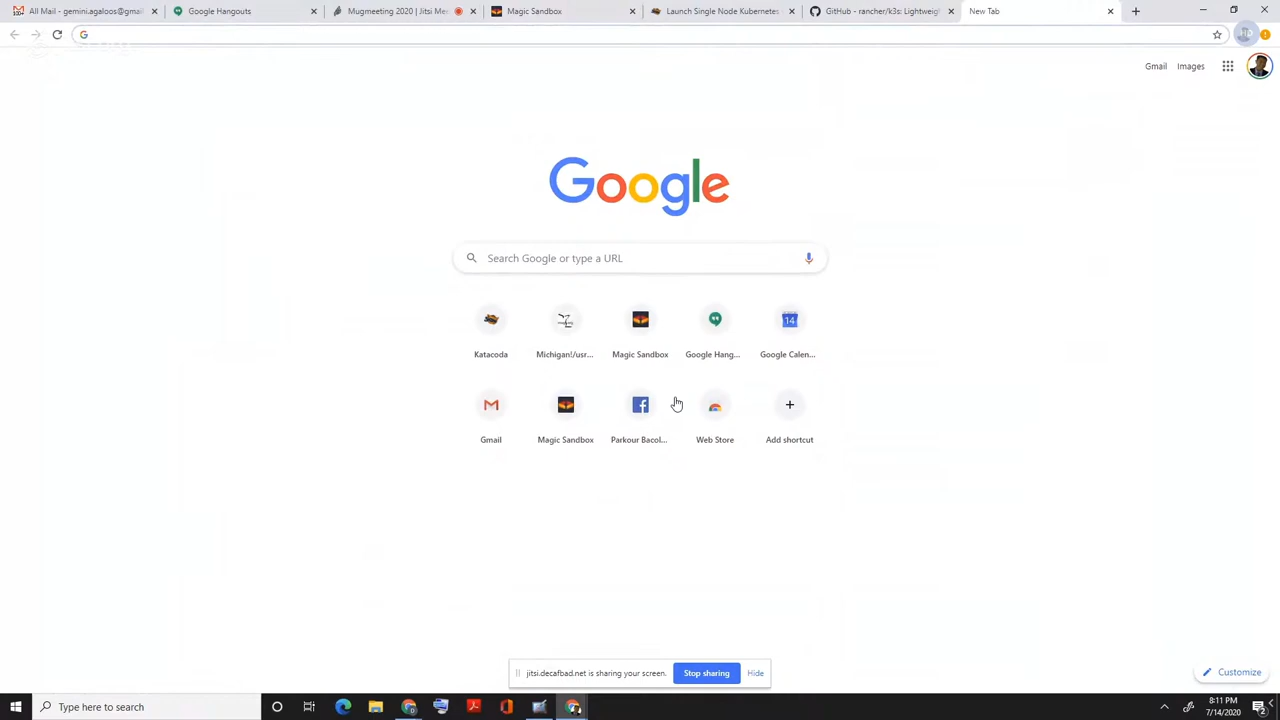 All Mail - gemini.agaloos@gmail
Google Hangouts
Mugmeeting 2020 | Jitsi Me
Magic Sandbox
Launch Single Node Kubernetes
GitHub - rancher/k3s: Lightweigl
New Tab
Gmail
Images
Google
Search Google or type a URL
Katacoda
Michigan!/usr...
Magic Sandbox
Google Hang...
Google Calen...
14
Gmail
Magic Sandbox
Parkour Bacol...
Web Store
Add shortcut
jitsi.decafbad.net is sharing your screen.
Stop sharing
Hide
Customize
Type here to search
8:11 PM
7/14/2020
2